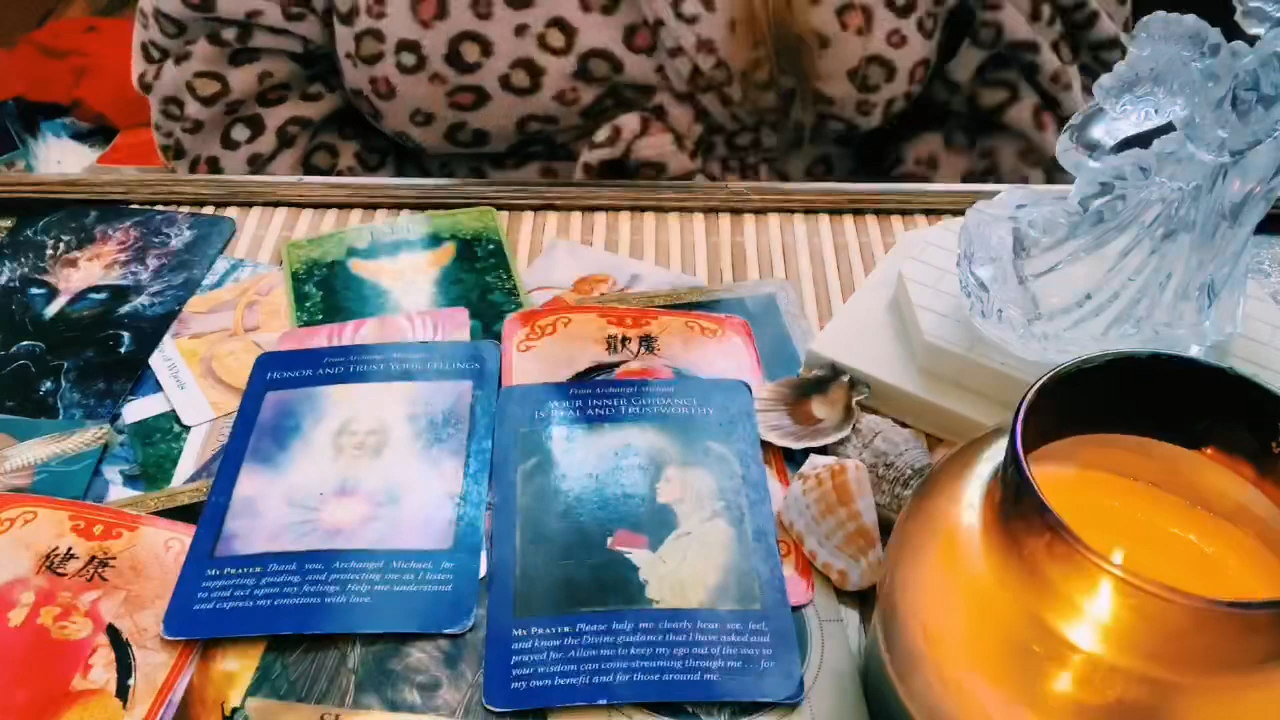 歡慶
From Archangel Michael
HONOR AND TRUST YOUR FEELINGS
From Archangel Michael
YOUR INNER GUIDANCE
IS REAL AND TRUSTWORTHY
of Wheels
健康
MY PRAYER: Thank you, Archangel Michael, for
supporting, guiding, and protecting me as I listen
to and act upon my feelings. Help me understand
and express my emotions with love.
MY PRAYER: Please help me clearly hear, see, feel,
and know the Divine guidance that I have asked and
prayed for. Allow me to keep my ego out of the way so
your wisdom can come streaming through me . . . for
my own benefit and for those around me.